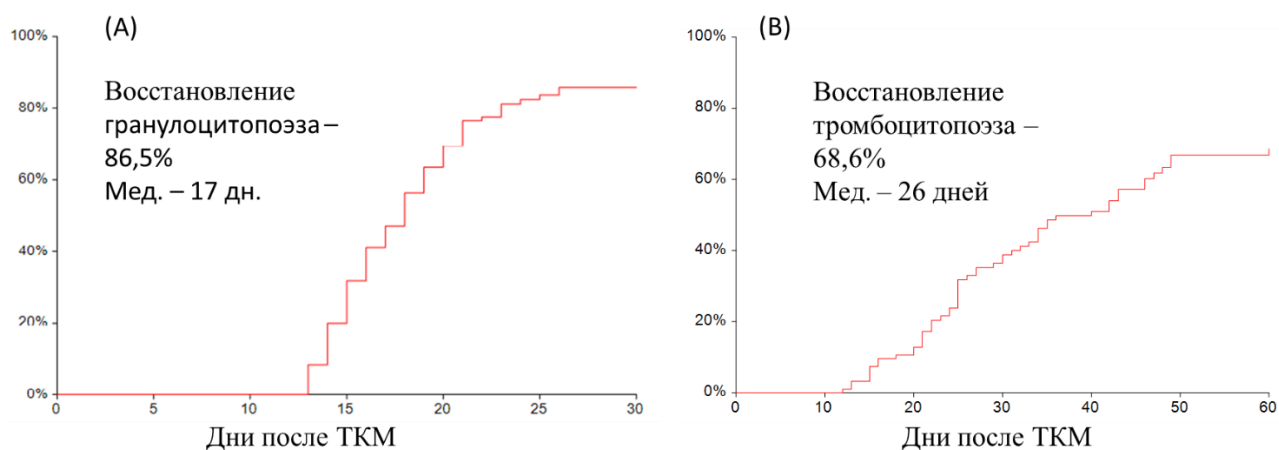 (A)
100%
80%
60%
40%
20%
0%
Восстановление
гранулоцитопоэза –
86,5%
Мед. – 17 дн.
0 5 10 15 20 25 30
Дни после ТКМ
(B)
100%
80%
60%
40%
20%
0%
Восстановление
тромбоцитопоэза –
68,6%
Мед. – 26 дней
0 10 20 30 40 50 60
Дни после ТКМ